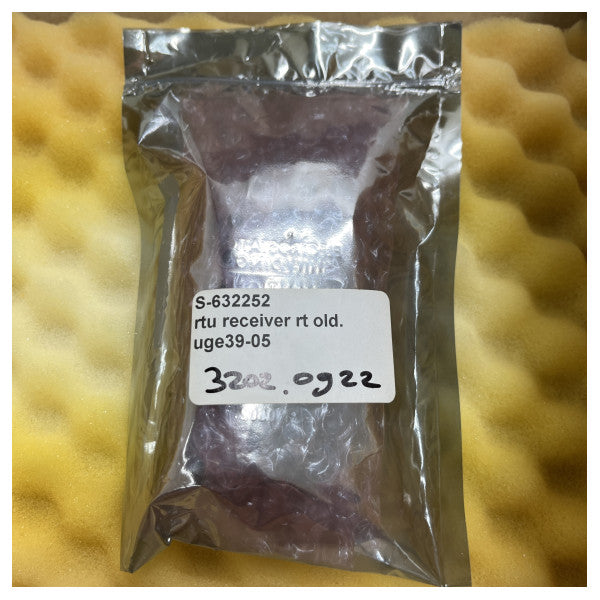 S-632252
rtu receiver rt old.
uge39-05
3202.0922